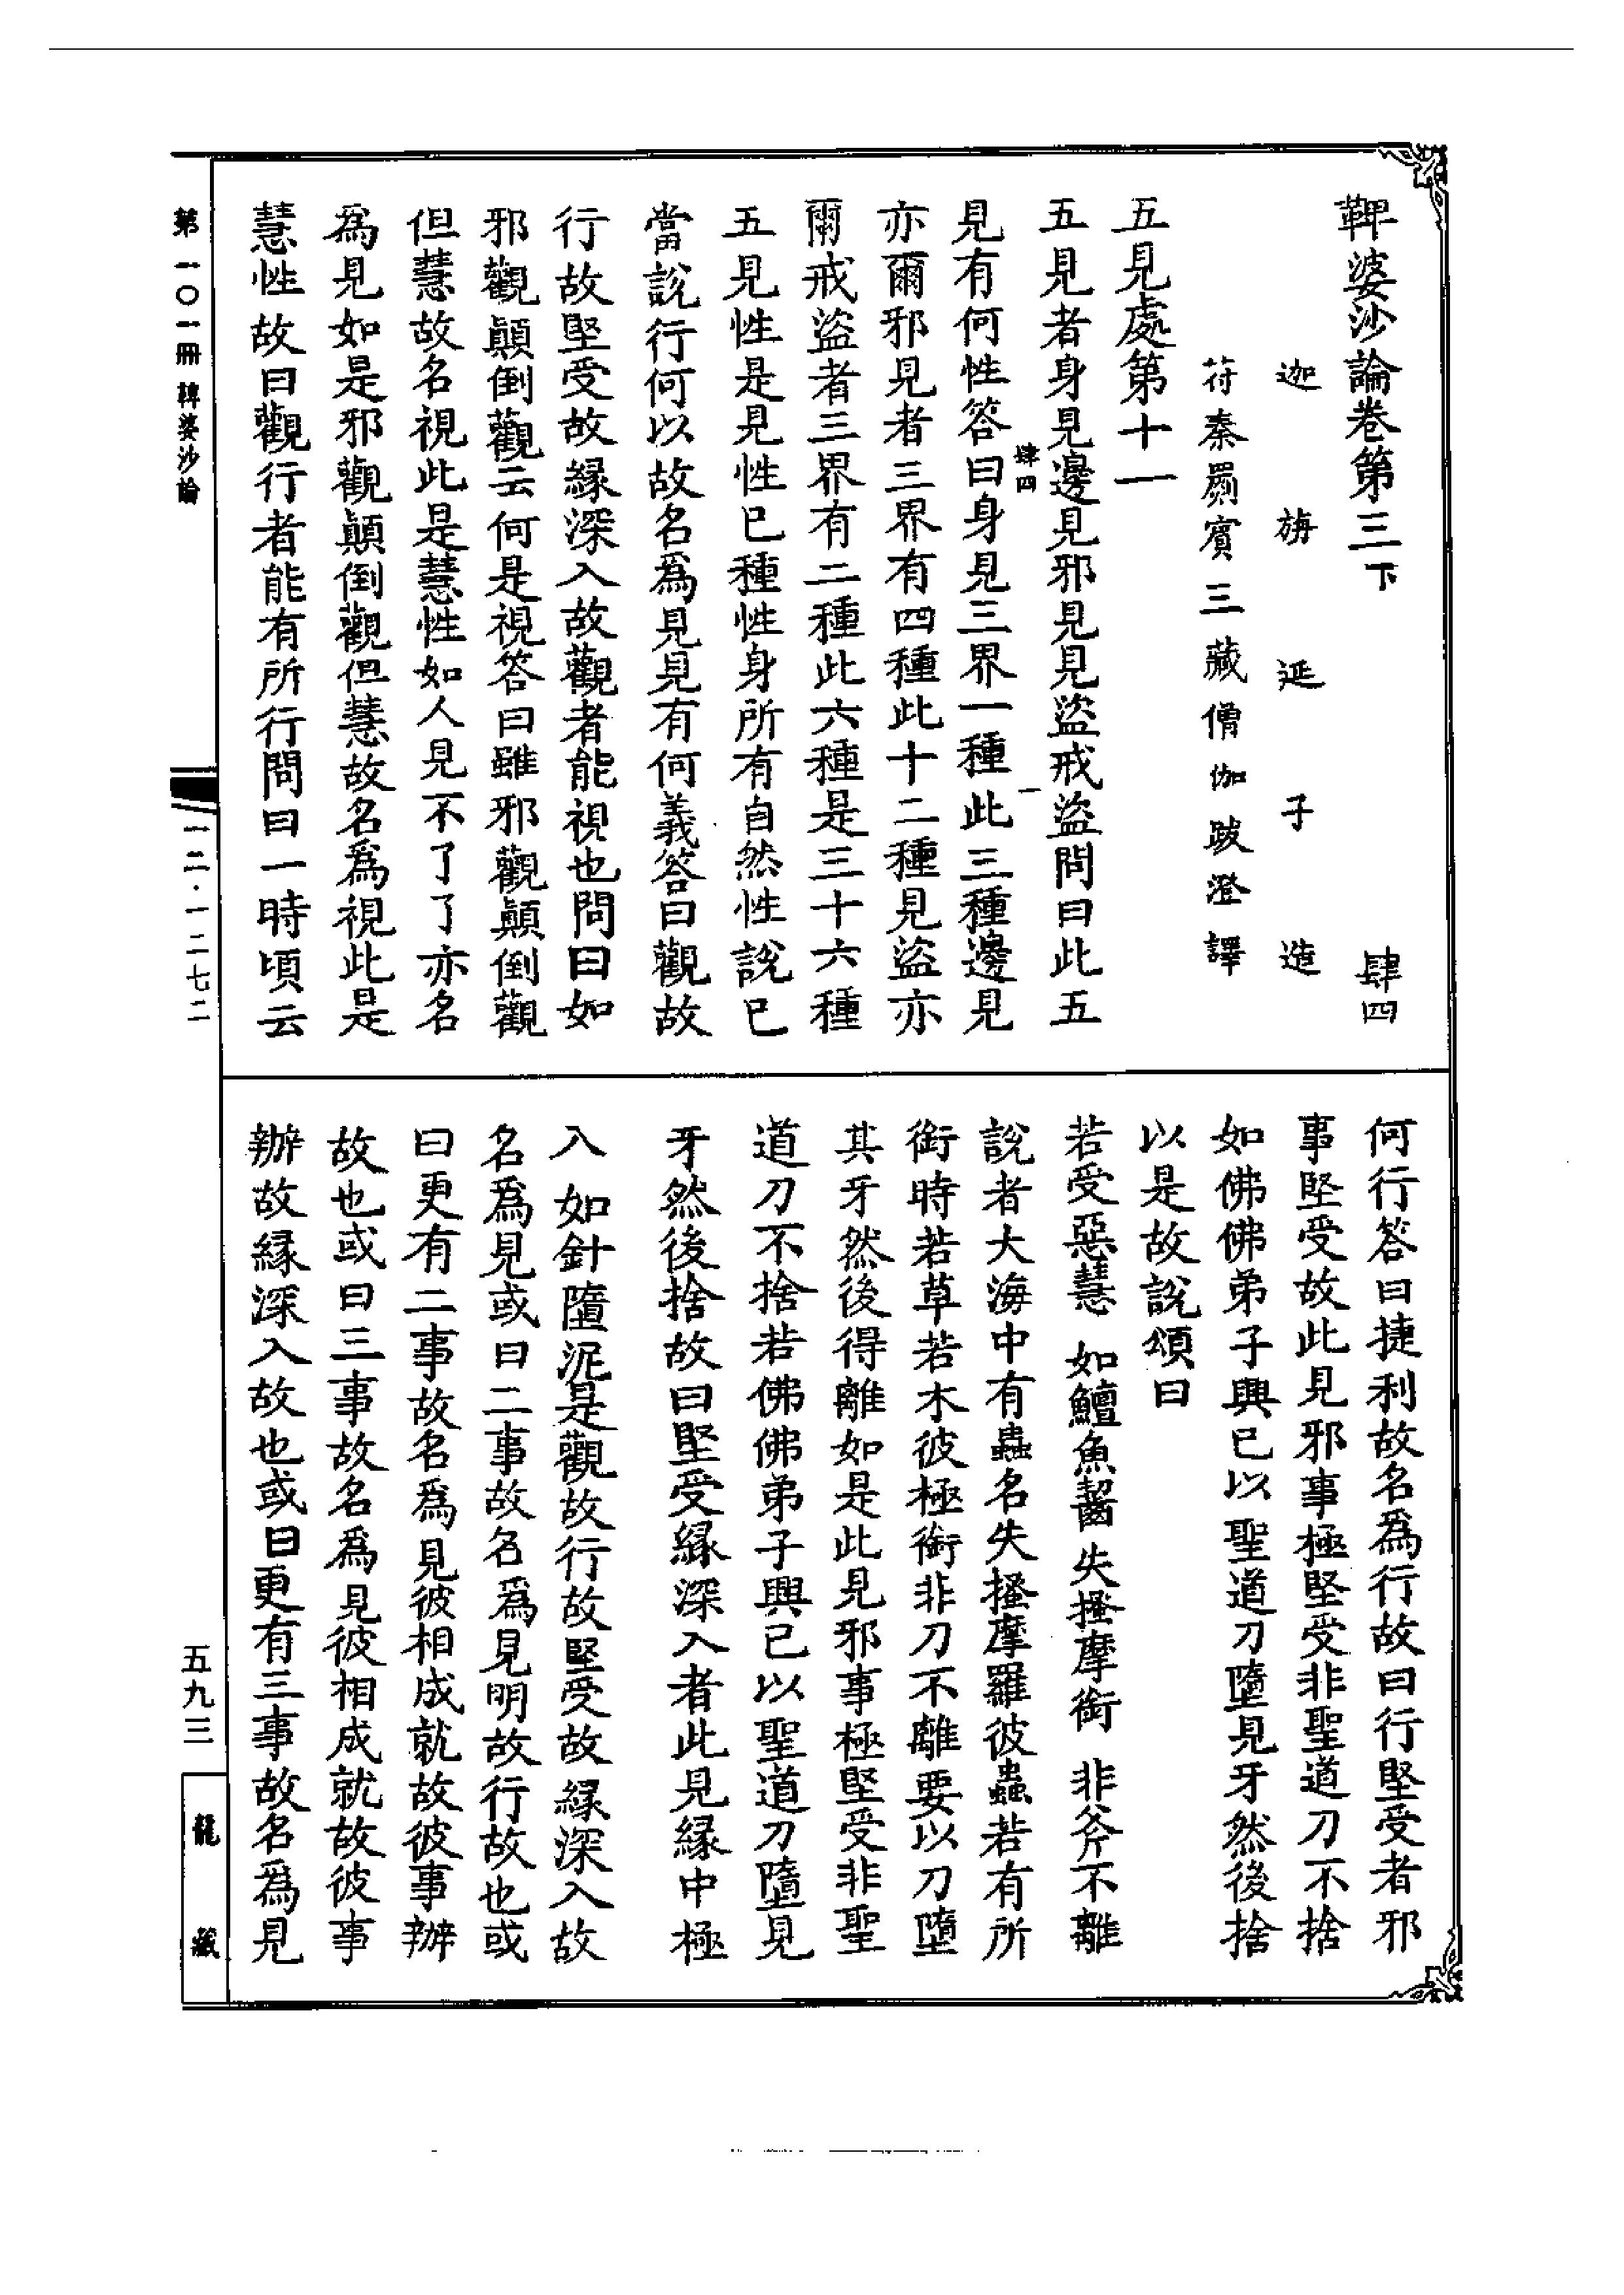 鞞婆沙論卷第三下 肆四
迦旃延子造
苻秦罽賓三藏僧伽跋澄譯
五見處第十一
五見者身見邊見邪見見盜戒盜問曰此五
肆四 一
見有何性答曰身見三界一種此三種邊見
亦爾邪見者三界有四種此十二種見盜亦
爾戒盜者三界有二種此六種是三十六種
五見性是見性已種性身所有自然性說已
當說行何以故名為見見有何義答曰觀故
行故堅受故緣深入故觀者能視也問曰如
邪觀顛倒觀云何是視答曰雖邪觀顛倒觀
但慧故名視此是慧性如人見不了了亦名
為見如是邪觀顛倒觀但慧故名為視此是
慧性故曰觀行者能有所行問曰一時頃云
何行答曰捷利故名為行故曰行堅受者邪
事堅受故此見邪事極堅受非聖道刀不捨
如佛佛弟子興已以聖道刀墮見牙然後捨
以是故說頌曰
若受惡慧 如鱣魚齧 失搔摩銜 非斧不離
說者大海中有蟲名失搔摩羅彼蟲若有所
銜時若草若木彼極銜非刀不離要以刀墮
其牙然後得離如是此見邪事極堅受非聖
道刀不捨若佛佛弟子興已以聖道刀墮見
牙然後捨故曰堅受緣深入者此見緣中極
入如針墮泥是觀故行故堅受故緣深入故
名為見或曰二事故名為見明故行故也或
曰更有二事故名為見彼相成就故彼事辦
故也或曰三事故名為見彼相成就故彼事
辦故緣深入故也或曰更有三事故名為見
第一〇一冊 鞞婆沙論
一二·一二七二
五九三
龍藏